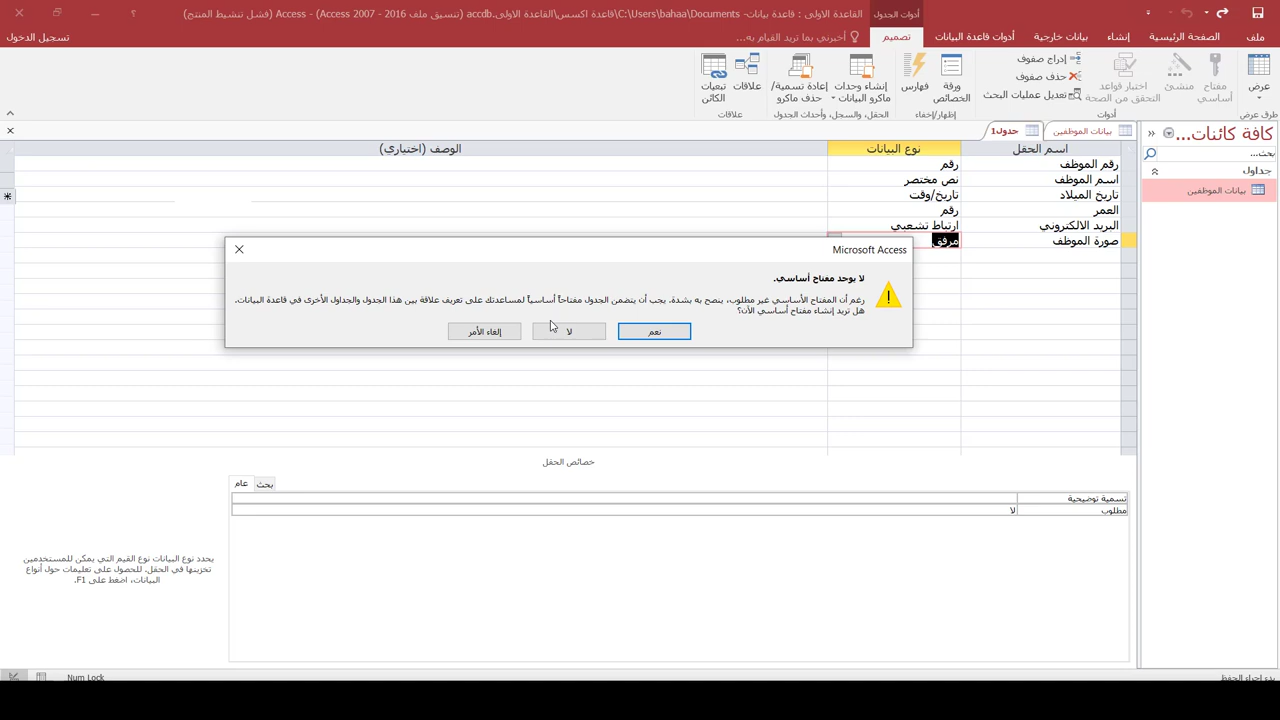 القاعدة الاولى : قاعدة بيانات- C:\Users\bahaa\Documents\قاعدة اكسس\القاعدة الاولى.accdb (تنسيق ملف Access 2007 - 2016) - Access (فشل تنشيط المنتج)
أدوات الجدول
ملف
الصفحة الرئيسية
إنشاء
بيانات خارجية
أدوات قاعدة البيانات
تصميم
أخبرني بما تريد القيام به...
تسجيل الدخول
عرض
طرق عرض
مفتاح أساسي
منشئ
اختبار قواعد التحقق من الصحة
إدراج صفوف
حذف صفوف
تعديل عمليات البحث
أدوات
ورقة الخصائص
فهارس
إظهار/إخفاء
إنشاء وحدات ماكرو البيانات
إعادة تسمية/حذف ماكرو
الحقل، والسجل، وأحداث الجدول
علاقات
تبعيات الكائن
علاقات
كافة كائنات...
بحث...
جداول
بيانات الموظفين
بيانات الموظفين
جدول1
اسم الحقل
نوع البيانات
الوصف (اختياري)
رقم الموظف
رقم
اسم الموظف
نص مختصر
تاريخ الميلاد
تاريخ/وقت
العمر
رقم
البريد الالكتروني
ارتباط تشعبي
صورة الموظف
مرفق
Microsoft Access
لا يوجد مفتاح أساسي.
رغم أن المفتاح الأساسي غير مطلوب، ينصح به بشدة، يجب أن يتضمن الجدول مفتاحاً أساسياً لمساعدتك على تعريف علاقة بين هذا الجدول والجداول الأخرى في قاعدة البيانات.
هل تريد إنشاء مفتاح أساسي الآن؟
نعم
لا
إلغاء الأمر
خصائص الحقل
عام
بحث
تسمية توضيحية
مطلوب
لا
يحدد نوع البيانات نوع القيم التي يمكن للمستخدمين
تخزينها في الحقل. للحصول على تعليمات حول أنواع
البيانات، اضغط على F1.
بدء إجراء الحفظ
Num Lock